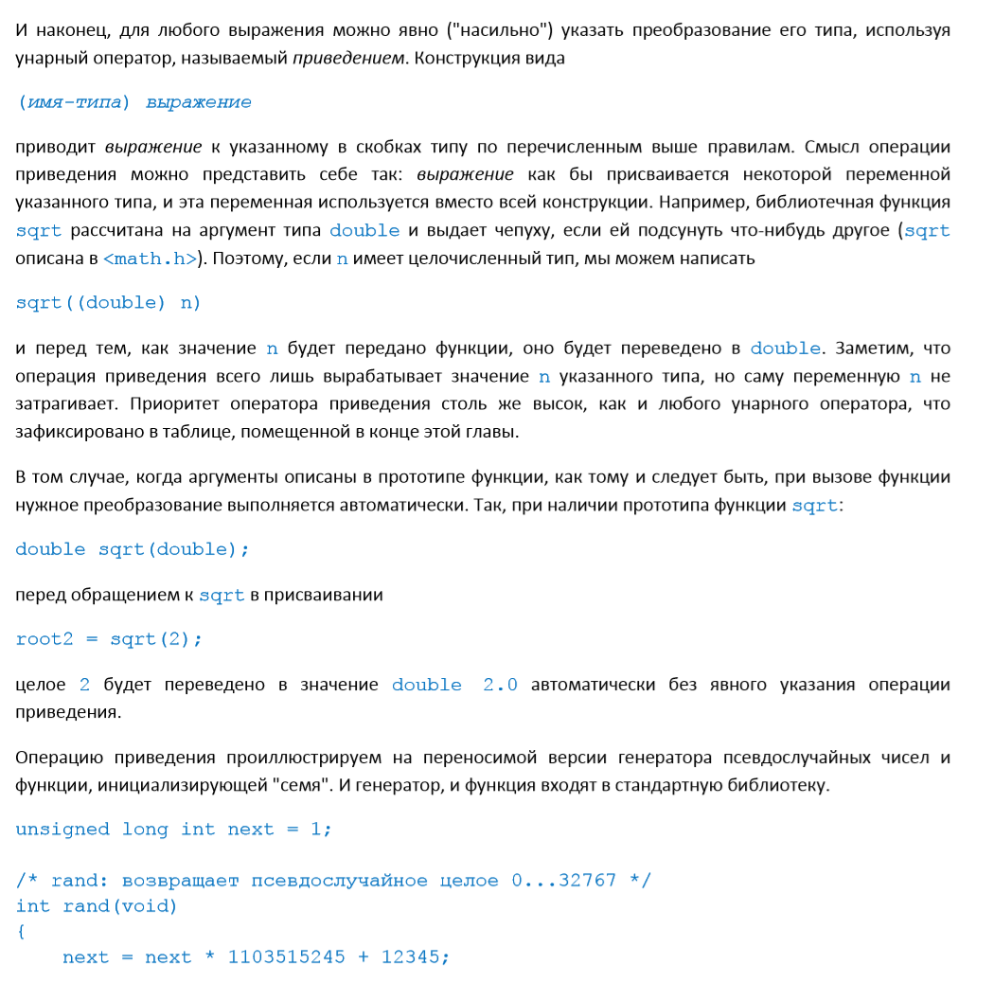 И наконец, для любого выражения можно явно ("насильно") указать преобразование его типа, используя
унарный оператор, называемый приведением. Конструкция вида
(имя-типа) выражение
приводит выражение к указанному в скобках типу по перечисленным выше правилам. Смысл операции
приведения можно представить себе так: выражение как бы присваивается некоторой переменной
указанного типа, и эта переменная используется вместо всей конструкции. Например, библиотечная функция
sqrt рассчитана на аргумент типа double и выдает чепуху, если ей подсунуть что-нибудь другое (sqrt
описана в <math.h>). Поэтому, если n имеет целочисленный тип, мы можем написать
sqrt((double) n)
и перед тем, как значение n будет передано функции, оно будет переведено в double. Заметим, что
операция приведения всего лишь вырабатывает значение n указанного типа, но саму переменную n не
затрагивает. Приоритет оператора приведения столь же высок, как и любого унарного оператора, что
зафиксировано в таблице, помещенной в конце этой главы.
В том случае, когда аргументы описаны в прототипе функции, как тому и следует быть, при вызове функции
нужное преобразование выполняется автоматически. Так, при наличии прототипа функции sqrt:
double sqrt(double);
перед обращением к sqrt в присваивании
root2 = sqrt(2);
целое 2 будет переведено в значение double 2.0 автоматически без явного указания операции
приведения.
Операцию приведения проиллюстрируем на переносимой версии генератора псевдослучайных чисел и
функции, инициализирующей "семя". И генератор, и функция входят в стандартную библиотеку.
unsigned long int next = 1;
/* rand: возвращает псевдослучайное целое 0...32767 */
int rand(void)
{
    next = next * 1103515245 + 12345;